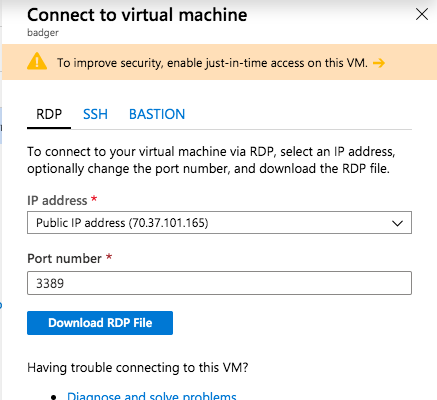 Connect to virtual machine
badger
To improve security, enable just-in-time access on this VM. →
RDP SSH BASTION
To connect to your virtual machine via RDP, select an IP address,
optionally change the port number, and download the RDP file.
IP address *
Public IP address (70.37.101.165)
Port number *
3389
Download RDP File
Having trouble connecting to this VM?
• Diagnose and solve problems